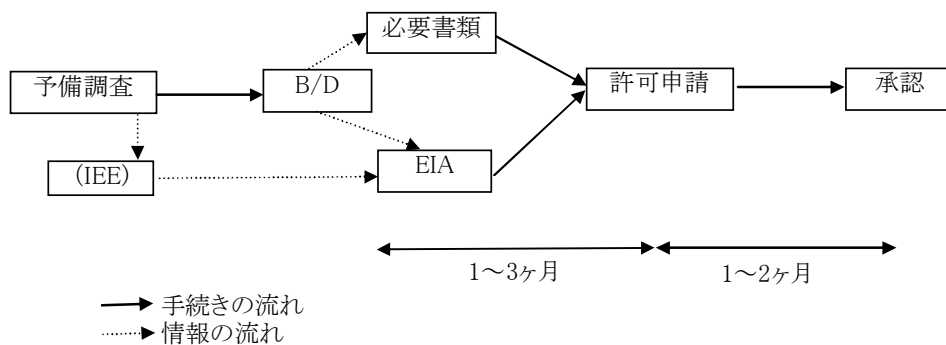 必要書類
予備調査
B/D
許可申請
承認
(IEE)
EIA
1～3ヶ月
1～2ヶ月
手続きの流れ
情報の流れ